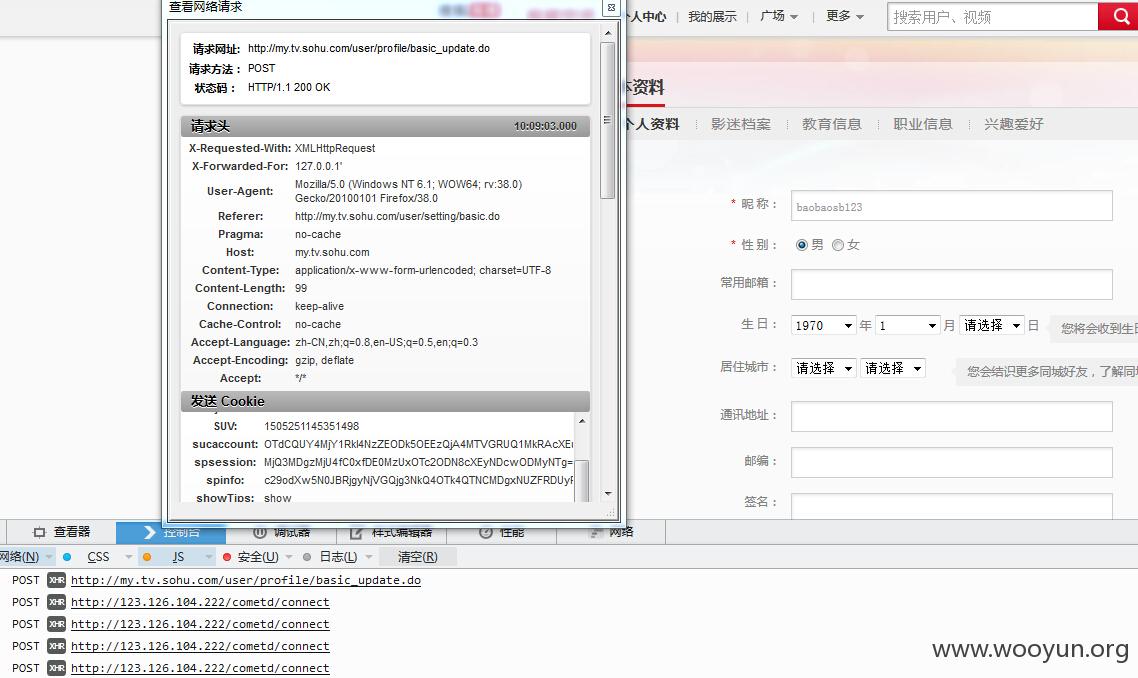 查看网络请求
人中心 | 我的展示 | 广场 | 更多
搜索用户、视频
请求网址: http://my.tv.sohu.com/user/profile/basic_update.do
请求方法: POST
状态码: HTTP/1.1 200 OK
请求头 10:09:03.000
X-Requested-With: XMLHttpRequest
X-Forwarded-For: 127.0.0.1'
User-Agent: Mozilla/5.0 (Windows NT 6.1; WOW64; rv:38.0)
Gecko/20100101 Firefox/38.0
Referer: http://my.tv.sohu.com/user/setting/basic.do
Pragma: no-cache
Host: my.tv.sohu.com
Content-Type: application/x-www-form-urlencoded; charset=UTF-8
Content-Length: 99
Connection: keep-alive
Cache-Control: no-cache
Accept-Language: zh-CN,zh;q=0.8,en-US;q=0.5,en;q=0.3
Accept-Encoding: gzip, deflate
Accept: */*
发送 Cookie
SUV: 1505251145351498
sucaccount:
spsession:
spinfo:
showTips: show
资料
个人资料 影迷档案 教育信息 职业信息 兴趣爱好
* 昵称: baobaosb123
* 性别: 男 女
常用邮箱:
生日: 1970 年 1 月 请选择 日 您将会收到生日
居住城市: 请选择 请选择 您会结识更多同城好友,了解同城
通讯地址:
邮编:
签名:
查看器 控制台 调试器 样式编辑器 性能 网络
网络(N) CSS JS 安全(U) 日志(L) 清空(R)
POST XHR http://my.tv.sohu.com/user/profile/basic_update.do
POST XHR http://123.126.104.222/cometd/connect
POST XHR http://123.126.104.222/cometd/connect
POST XHR http://123.126.104.222/cometd/connect
POST XHR http://123.126.104.222/cometd/connect
www.wooyun.org